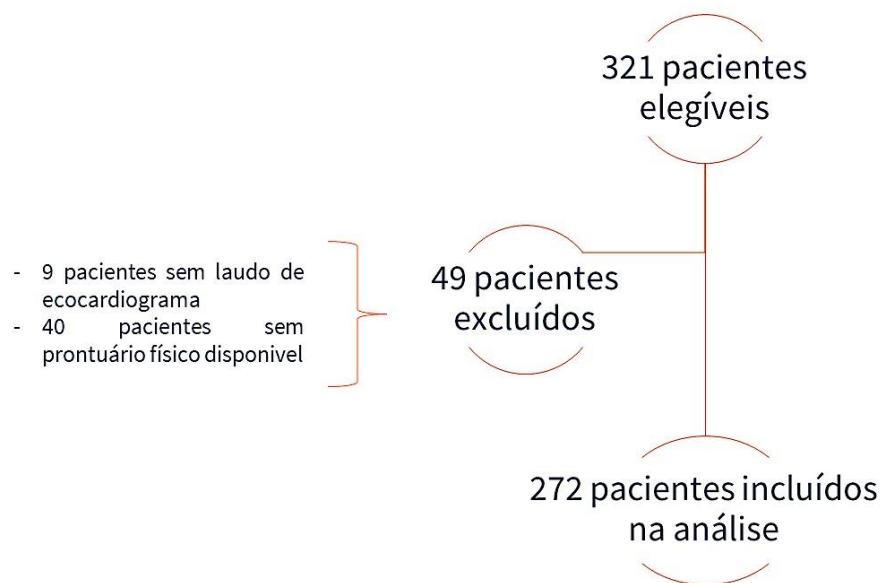 321 pacientes
elegíveis
49 pacientes
excluídos
- 9 pacientes sem laudo de
ecocardiograma
- 40 pacientes sem
prontuário físico disponivel
272 pacientes incluídos
na análise